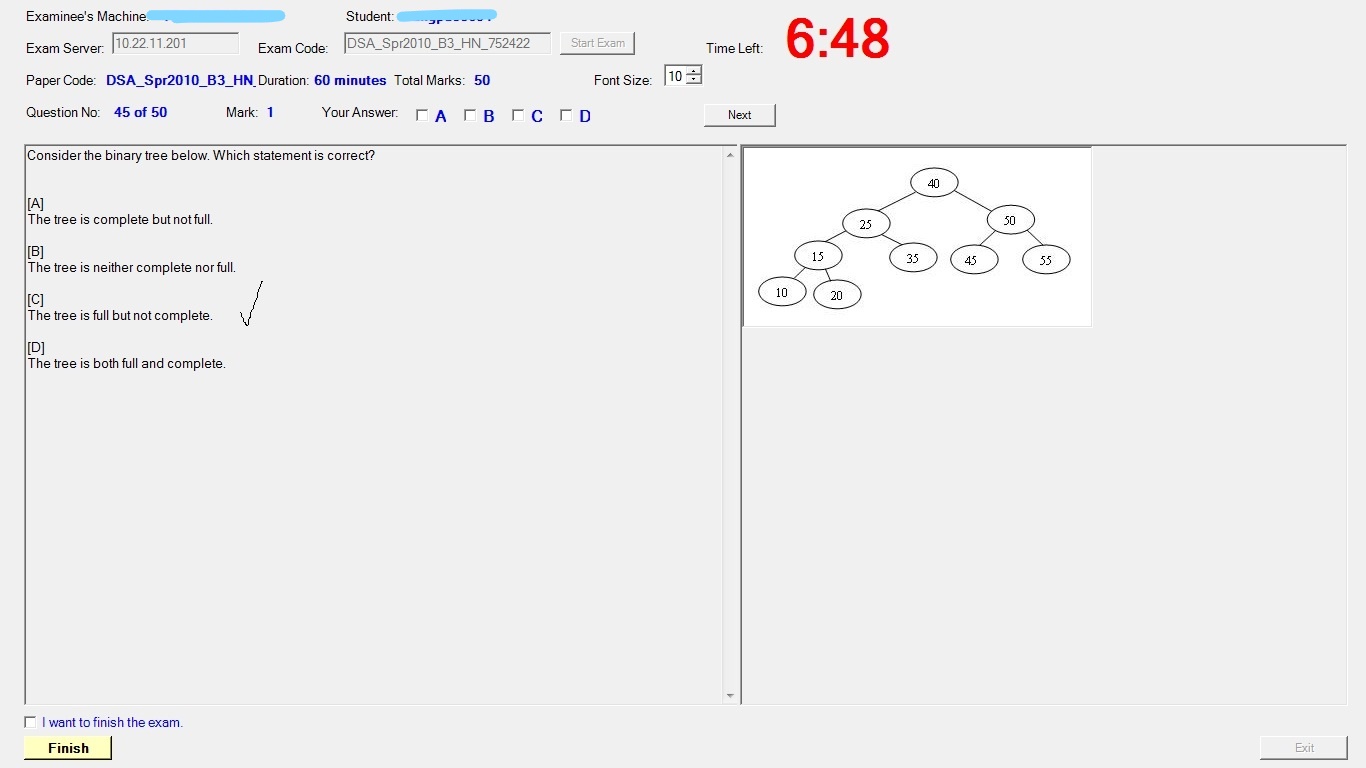 Examinee's Machine: Student:
Exam Server: 10.22.11.201 Exam Code: DSA_Spr2010_B3_HN_752422 Start Exam Time Left: 6:48
Paper Code: DSA_Spr2010_B3_HN_ Duration: 60 minutes Total Marks: 50 Font Size: 10
Question No: 45 of 50 Mark: 1 Your Answer: A B C D Next
Consider the binary tree below. Which statement is correct?
[A]
The tree is complete but not full.
[B]
The tree is neither complete nor full.
[C]
The tree is full but not complete.
[D]
The tree is both full and complete.
40
25 50
15 35 45 55
10 20
I want to finish the exam.
Finish Exit